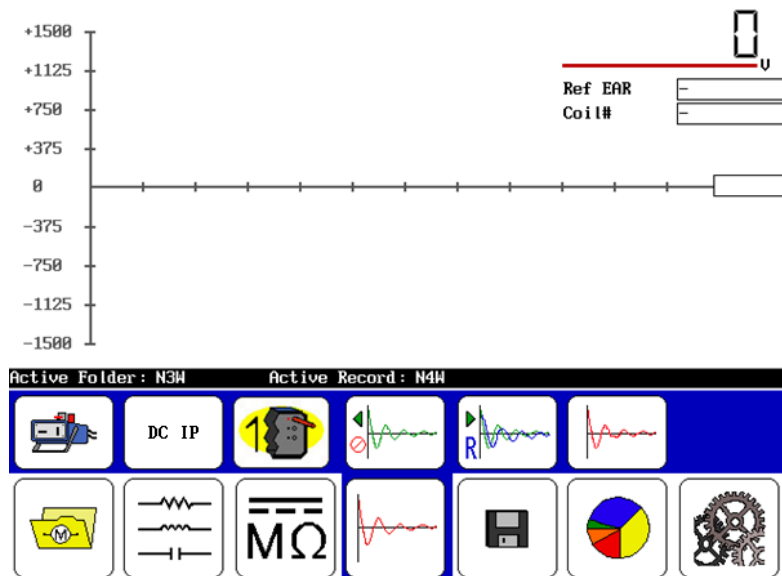 +1500
0
V
+1125
Ref EAR -
+750
Coil# -
+375
0
-375
-750
-1125
-1500
Active Folder: N3W Active Record: N4W
DC IP
1
R
M
MΩ